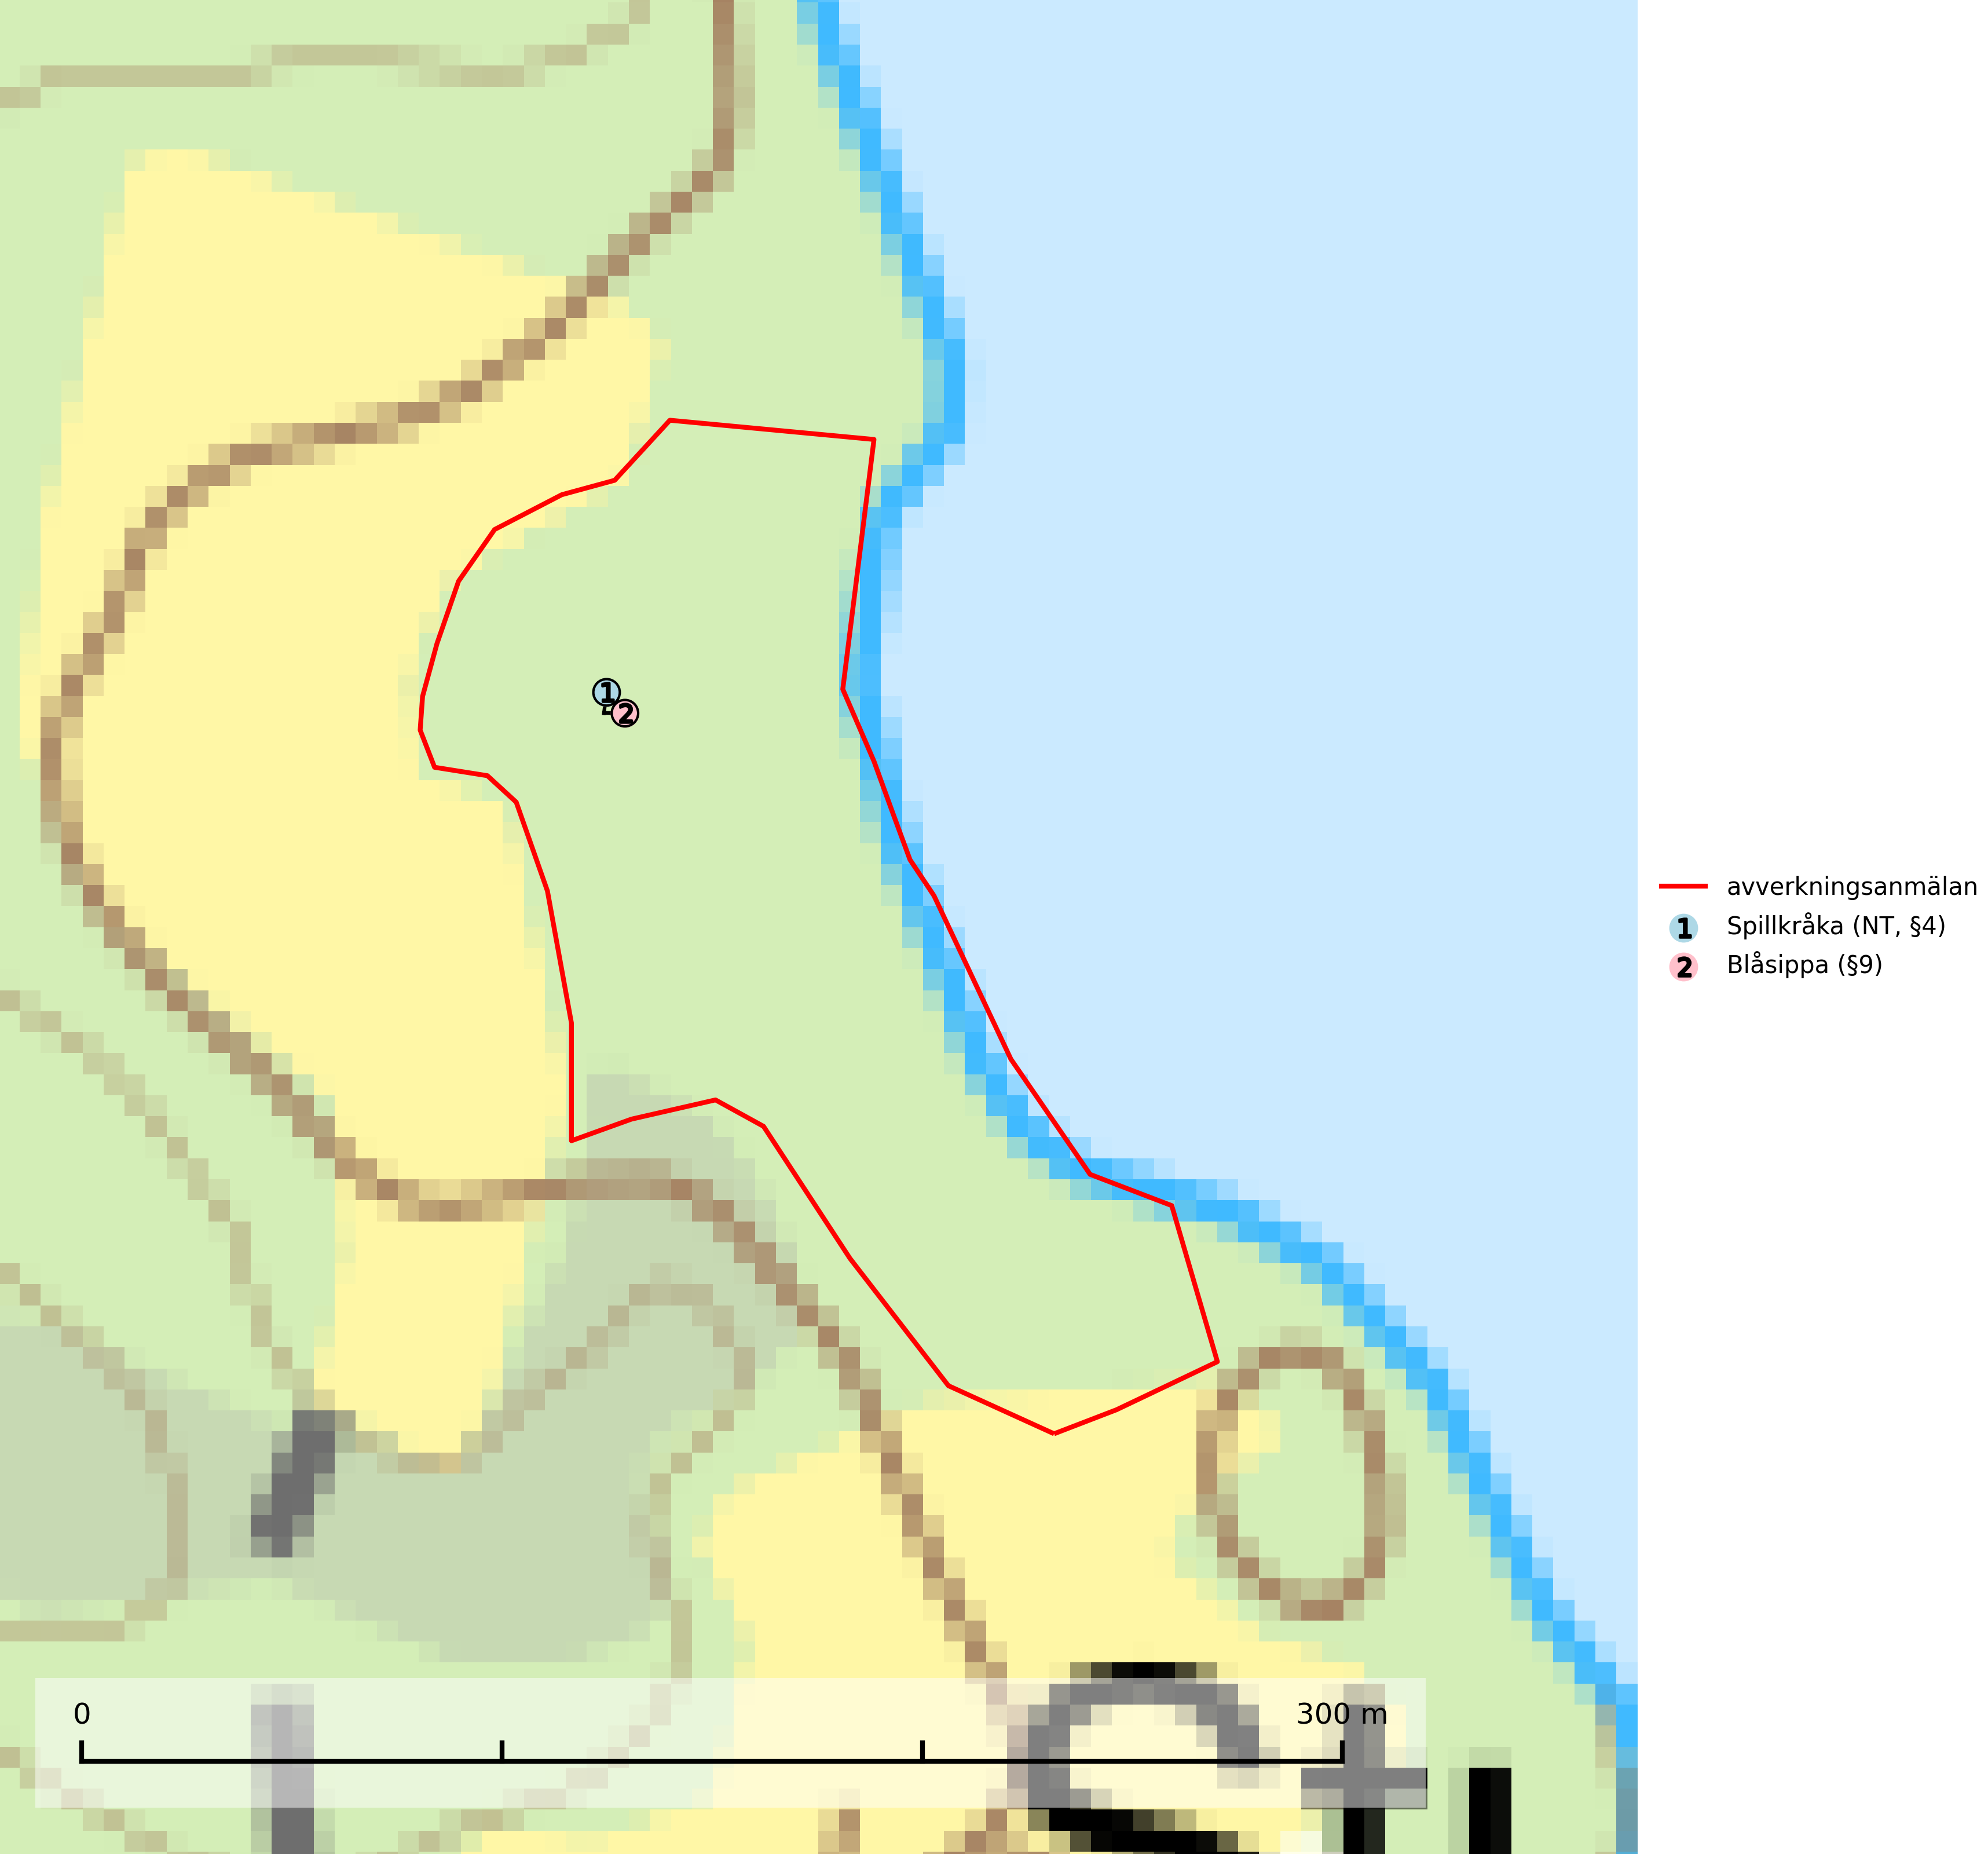 1
2
avverkningsanmälan
1 Spillkråka (NT, §4)
2 Blåsippa (§9)
0 300 m